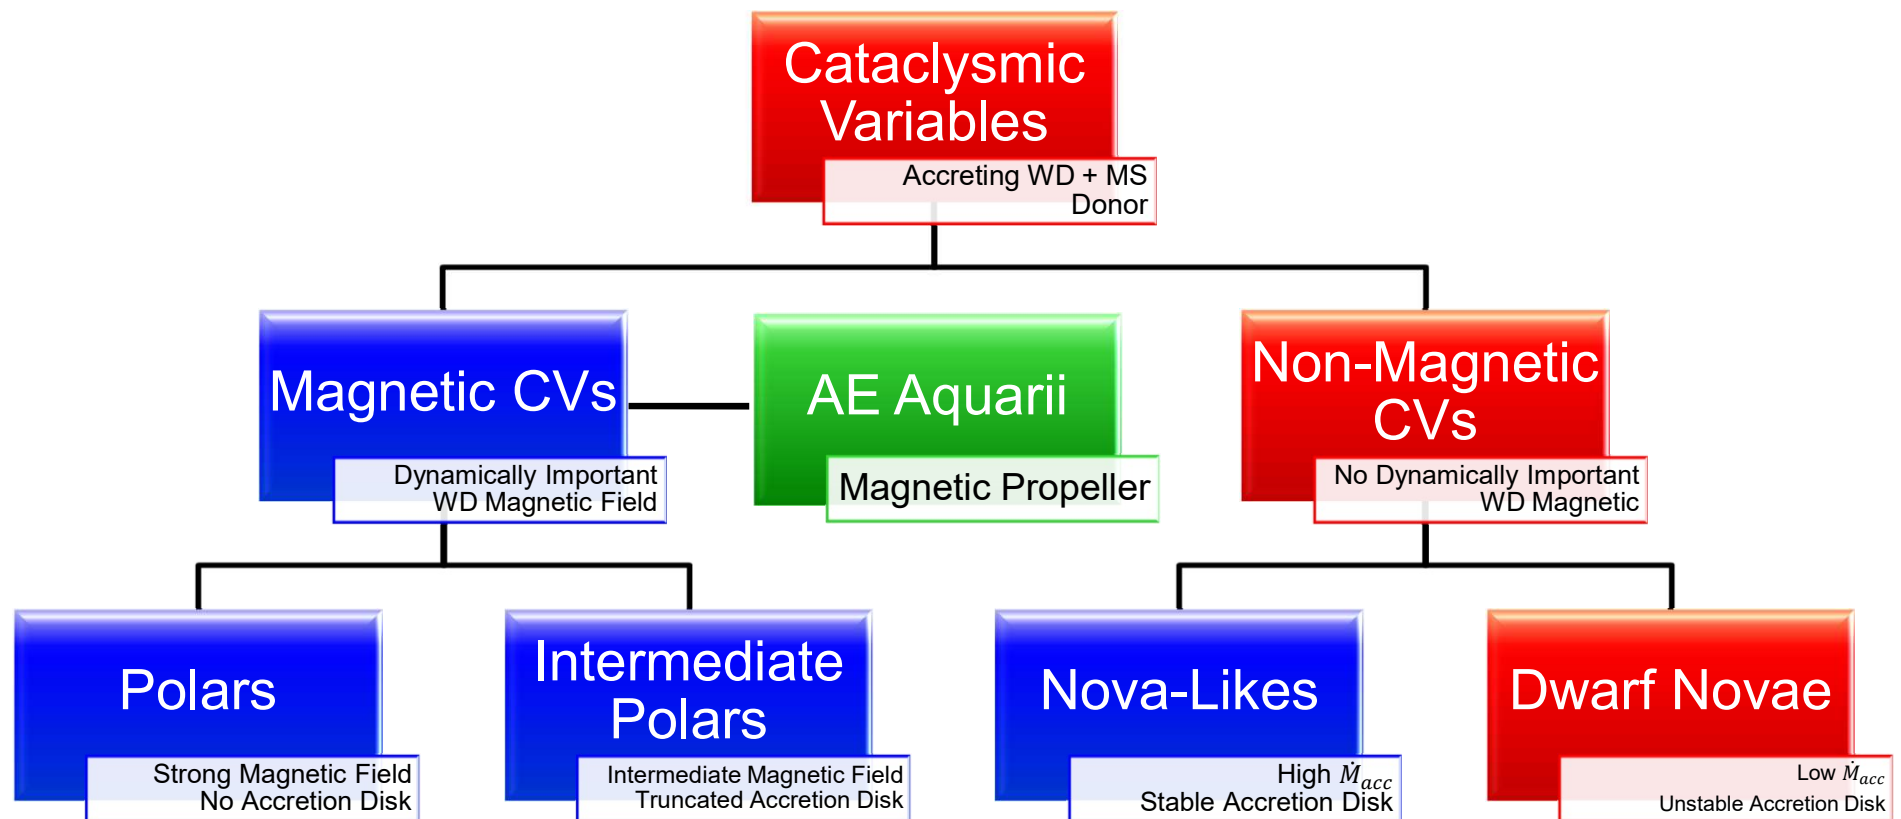 Cataclysmic
Variables
Accreting WD + MS
Donor
Magnetic CVs
Dynamically Important
WD Magnetic Field
AE Aquarii
Magnetic Propeller
Non-Magnetic
CVs
No Dynamically Important
WD Magnetic
Polars
Strong Magnetic Field
No Accretion Disk
Intermediate
Polars
Intermediate Magnetic Field
Truncated Accretion Disk
Nova-Likes
High Ṁ_acc
Stable Accretion Disk
Dwarf Novae
Low Ṁ_acc
Unstable Accretion Disk